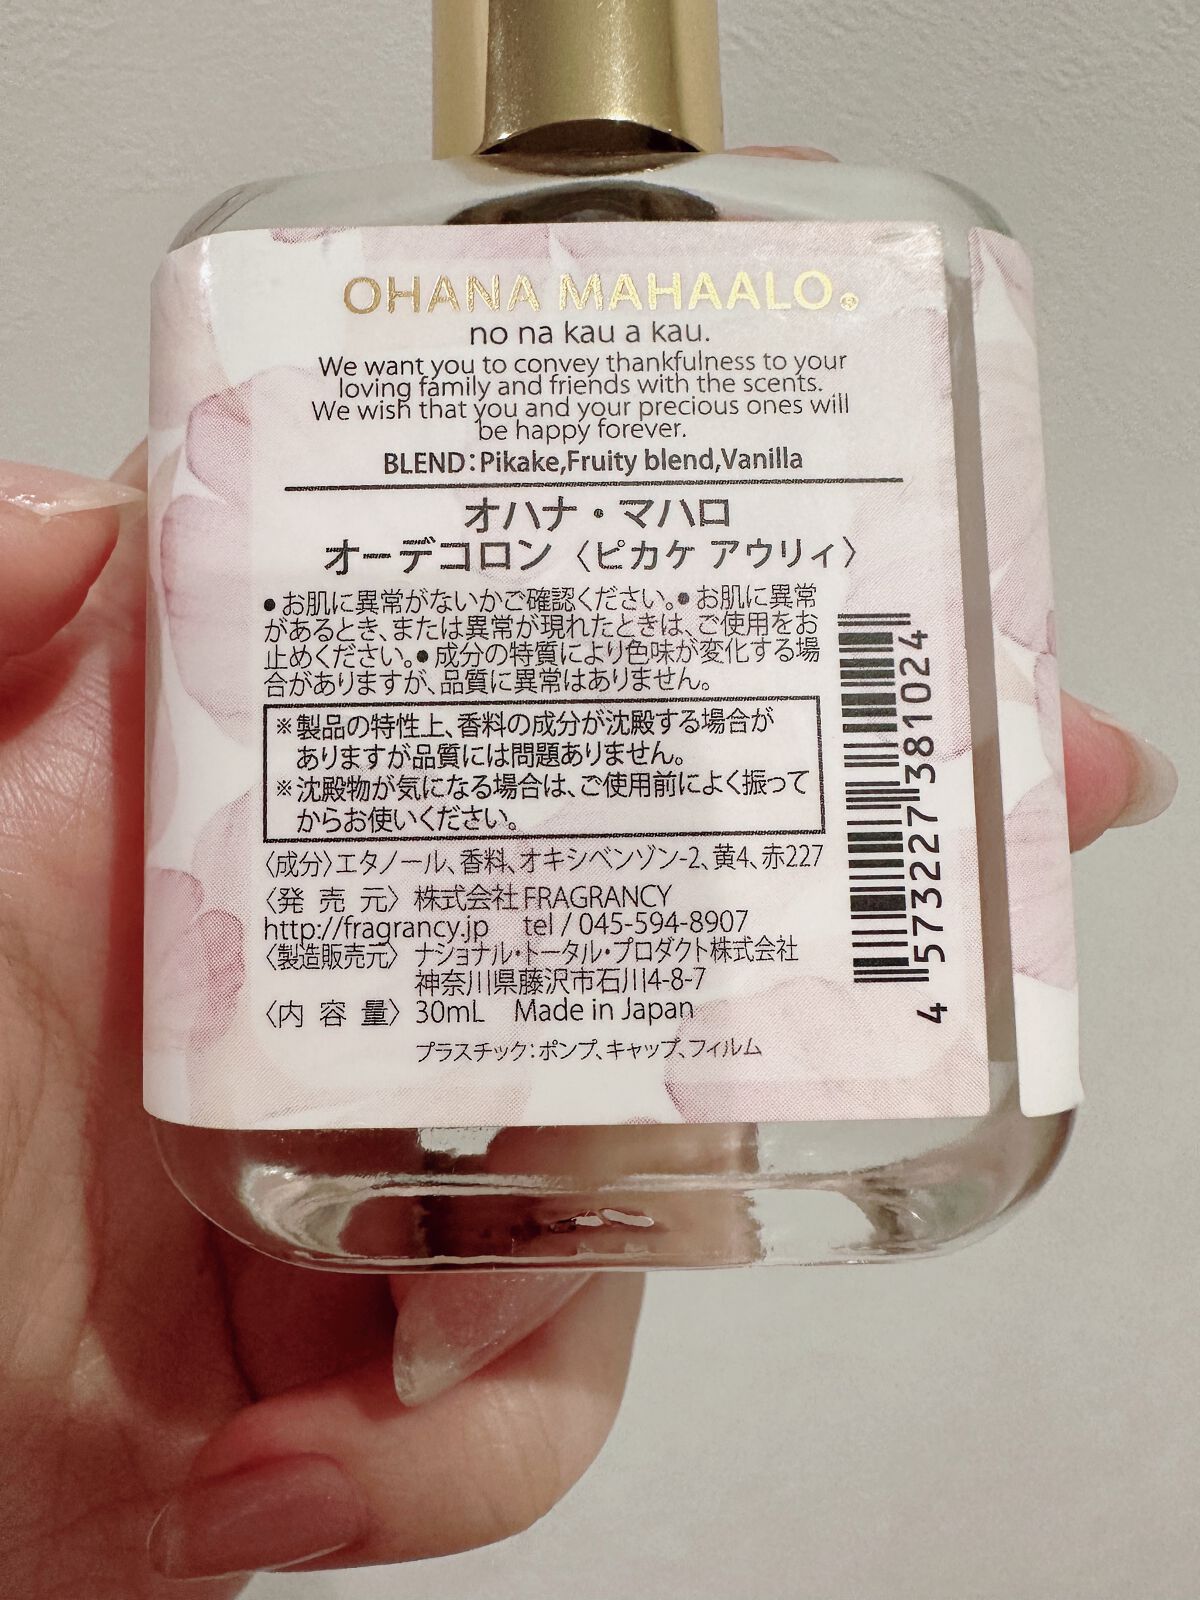 OHANA MAHAALO®
no na kau a kau.
We want you to convey thankfulness to your
loving family and friends with the scents.
We wish that you and your precious ones will
be happy forever.
BLEND:Pikake,Fruity blend,Vanilla
オハナ・マハロ
オーデコロン〈ピカケ アウリィ〉
●お肌に異常がないかご確認ください。●お肌に異常
があるとき、または異常が現れたときは、ご使用をお
止めください。●成分の特質により色味が変化する場
合がありますが、品質に異常はありません。
※製品の特性上、香料の成分が沈殿する場合が
ありますが品質には問題ありません。
※沈殿物が気になる場合は、ご使用前によく振って
からお使いください。
〈成分〉エタノール、香料、オキシベンゾン-2、黄4、赤227
〈発売元〉株式会社FRAGRANCY
http://fragrancy.jp tel / 045-594-8907
〈製造販売元〉ナショナル・トータル・プロダクト株式会社
神奈川県藤沢市石川4-8-7
〈内容量〉30mL Made in Japan
プラスチック:ポンプ、キャップ、フィルム
4 573227 381024